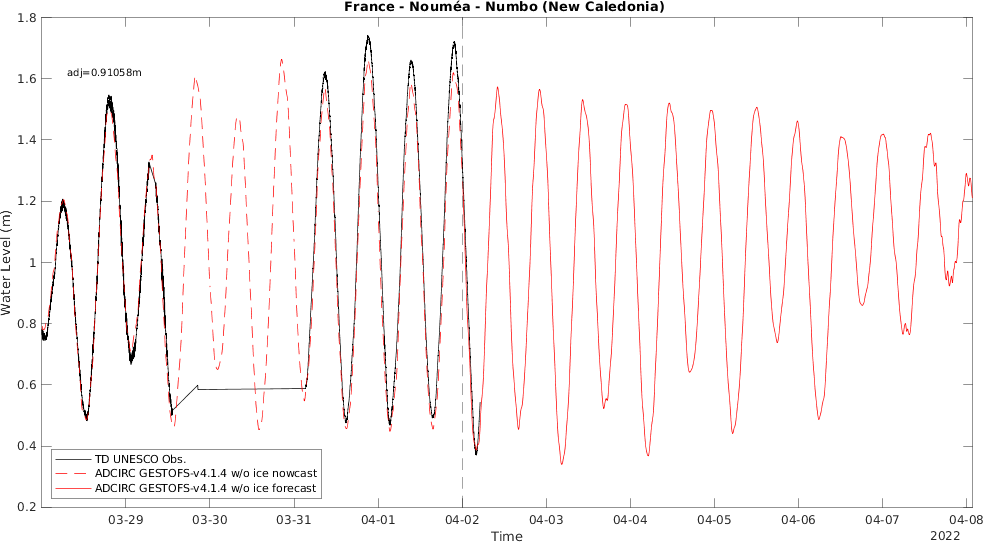 France - Nouméa - Numbo (New Caledonia)
1.8
1.6
1.4
1.2
1
0.8
0.6
0.4
0.2
Water Level (m)
adj=0.91058m
TD UNESCO Obs.
ADCIRC GESTOFS-v4.1.4 w/o ice nowcast
ADCIRC GESTOFS-v4.1.4 w/o ice forecast
03-29 03-30 03-31 04-01 04-02 04-03 04-04 04-05 04-06 04-07 04-08
Time
2022